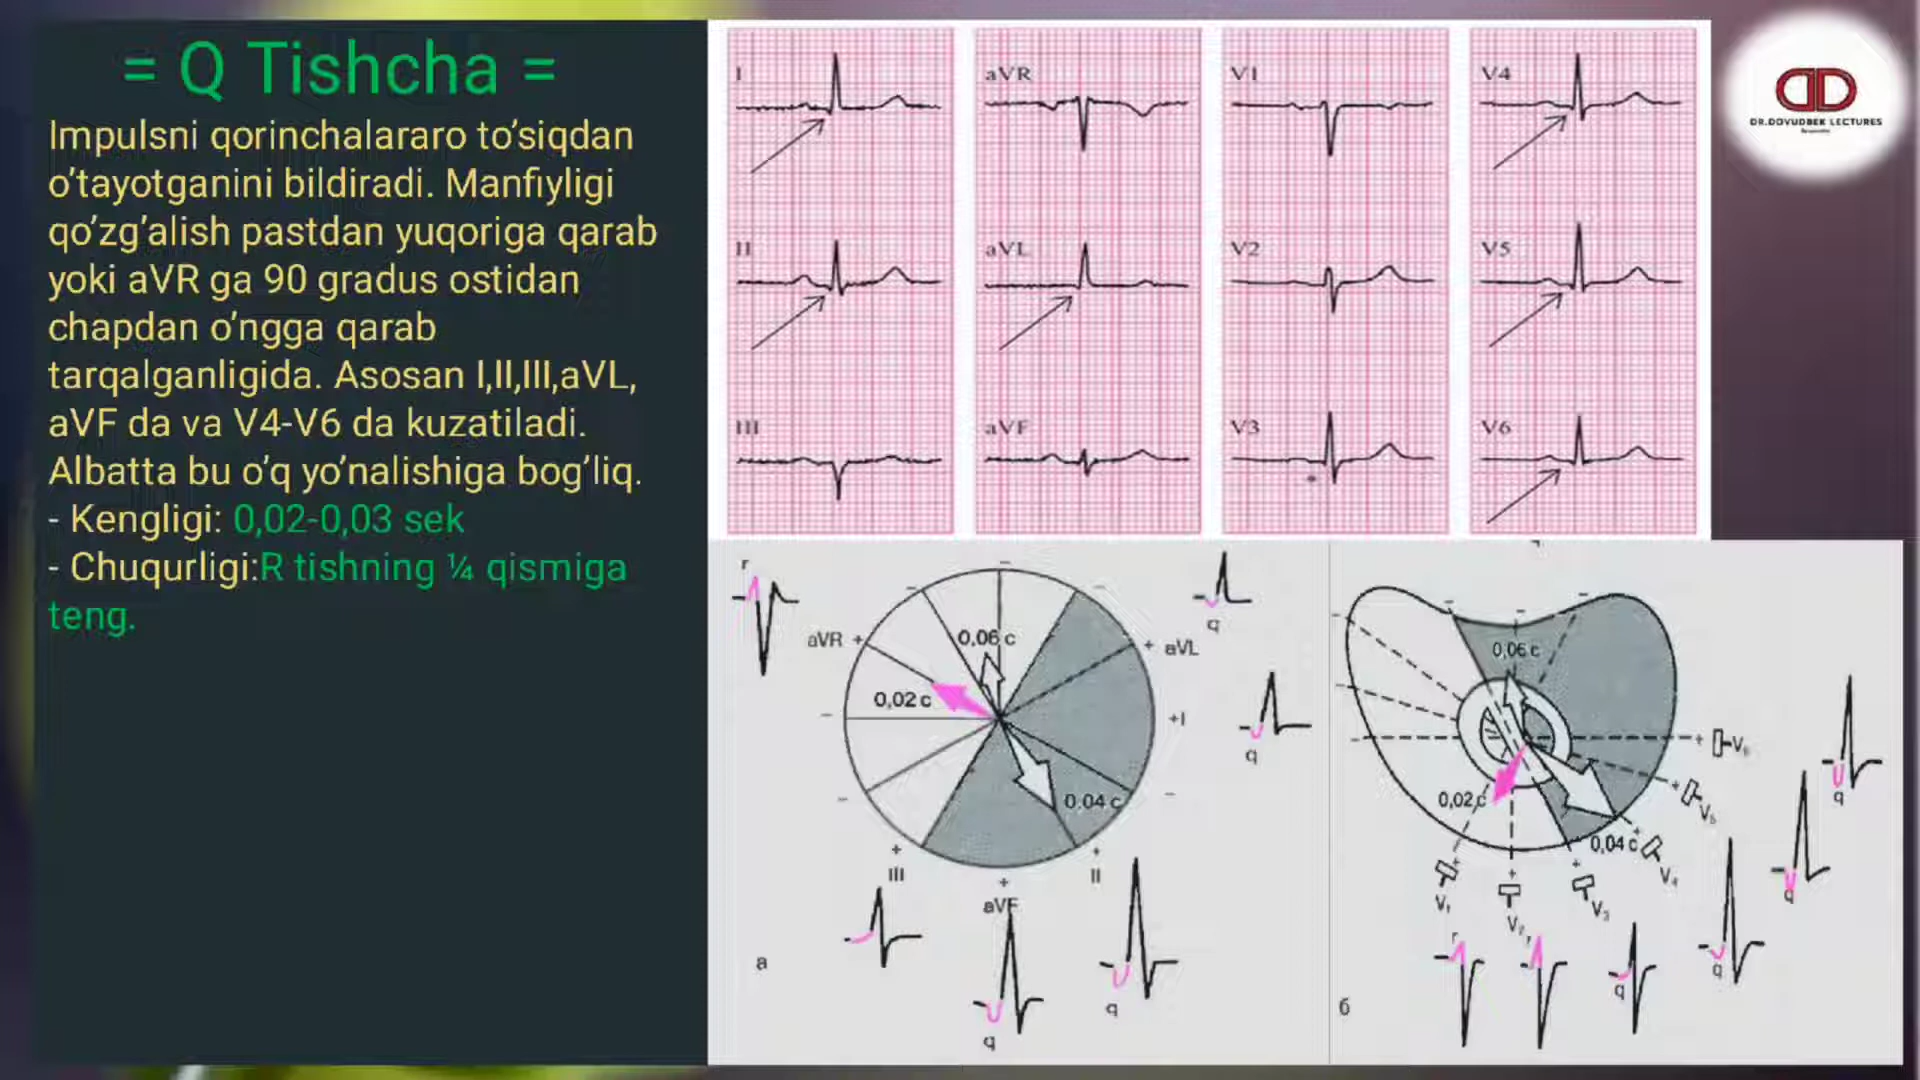 = Q Tishcha =
Impulsni qorinchalararo to’siqdan
o’tayotganini bildiradi. Manfiyligi
qo’zg’alish pastdan yuqoriga qarab
yoki aVR ga 90 gradus ostidan
chapdan o’ngga qarab
tarqalganligida. Asosan I,II,III,aVL,
aVF da va V4-V6 da kuzatiladi.
Albatta bu o’q yo’nalishiga bog’liq.
- Kengligi: 0,02-0,03 sek
- Chuqurligi:R tishning ¼ qismiga
teng.
I
aVR
V1
V4
II
aVL
V2
V5
III
aVF
V3
V6
DR.DOVUDBEK LECTURES
r
aVR +
0,06 c
+ aVL
0,02 c
+I
0,04 c
+
III
+
aVF
+
II
q
q
q
q
a
0,06 c
0,02 c
0,04 c
+ V₆
+ V₅
+ V₄
+ V₃
+ V₂
+ V₁
r
r
q
q
q
q
б